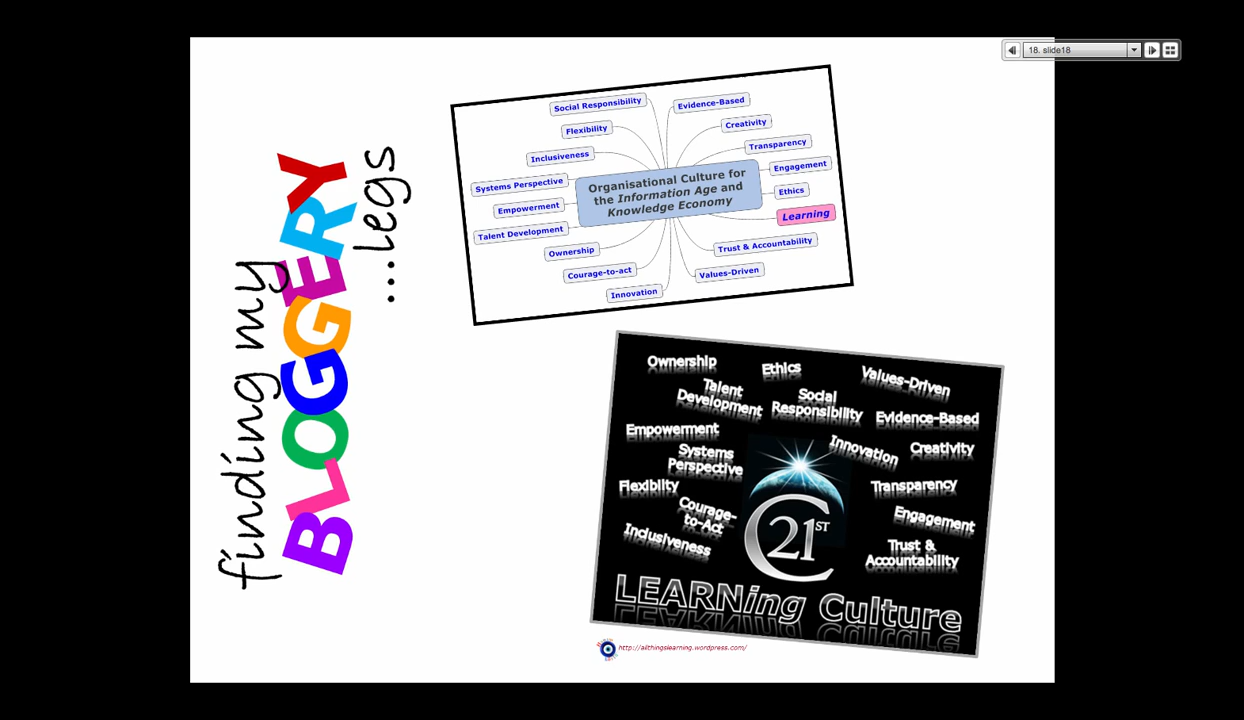 18. slide18
finding my
BLOGGERY
...legs
Social Responsibility
Flexibility
Inclusiveness
Systems Perspective
Empowerment
Talent Development
Ownership
Courage-to-act
Innovation
Organisational Culture for
the Information Age and
Knowledge Economy
Evidence-Based
Creativity
Transparency
Engagement
Ethics
Learning
Trust & Accountability
Values-Driven
Ownership
Ethics
Values-Driven
Talent
Development
Social
Responsibility
Evidence-Based
Empowerment
Systems
Perspective
Innovation
Creativity
Flexiblity
Transparency
Courage-
to-Act
Engagement
Inclusiveness
Trust &
Accountability
C 21ST
LEARNing Culture
http://allthingslearning.wordpress.com/